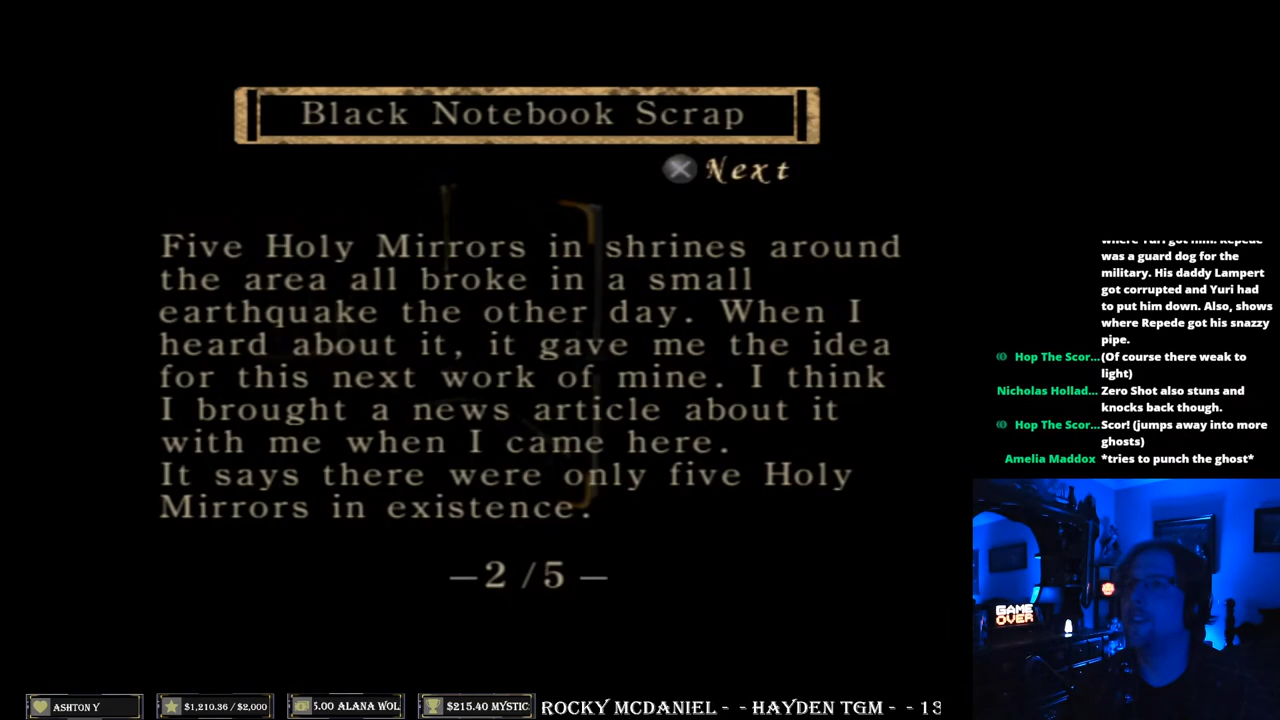 Black Notebook Scrap
Next
Five Holy Mirrors in shrines around
the area all broke in a small
earthquake the other day. When I
heard about it, it gave me the idea
for this next work of mine. I think
I brought a news article about it
with me when I came here.
It says there were only five Holy
Mirrors in existence.
—2 /5 —
where Yuri got him. Repede
was a guard dog for the
military. His daddy Lampert
got corrupted and Yuri had
to put him down. Also, shows
where Repede got his snazzy
pipe.
Hop The Scor... (Of course there weak to
light)
Nicholas Hollad... Zero Shot also stuns and
knocks back though.
Hop The Scor... Scor! (jumps away into more
ghosts)
Amelia Maddox *tries to punch the ghost*
GAME
OVER
ASHTON Y
$1,210.36 / $2,000
5.00 ALANA WOL
$215.40 MYSTIC
ROCKY MCDANIEL - - HAYDEN TGM - - 13